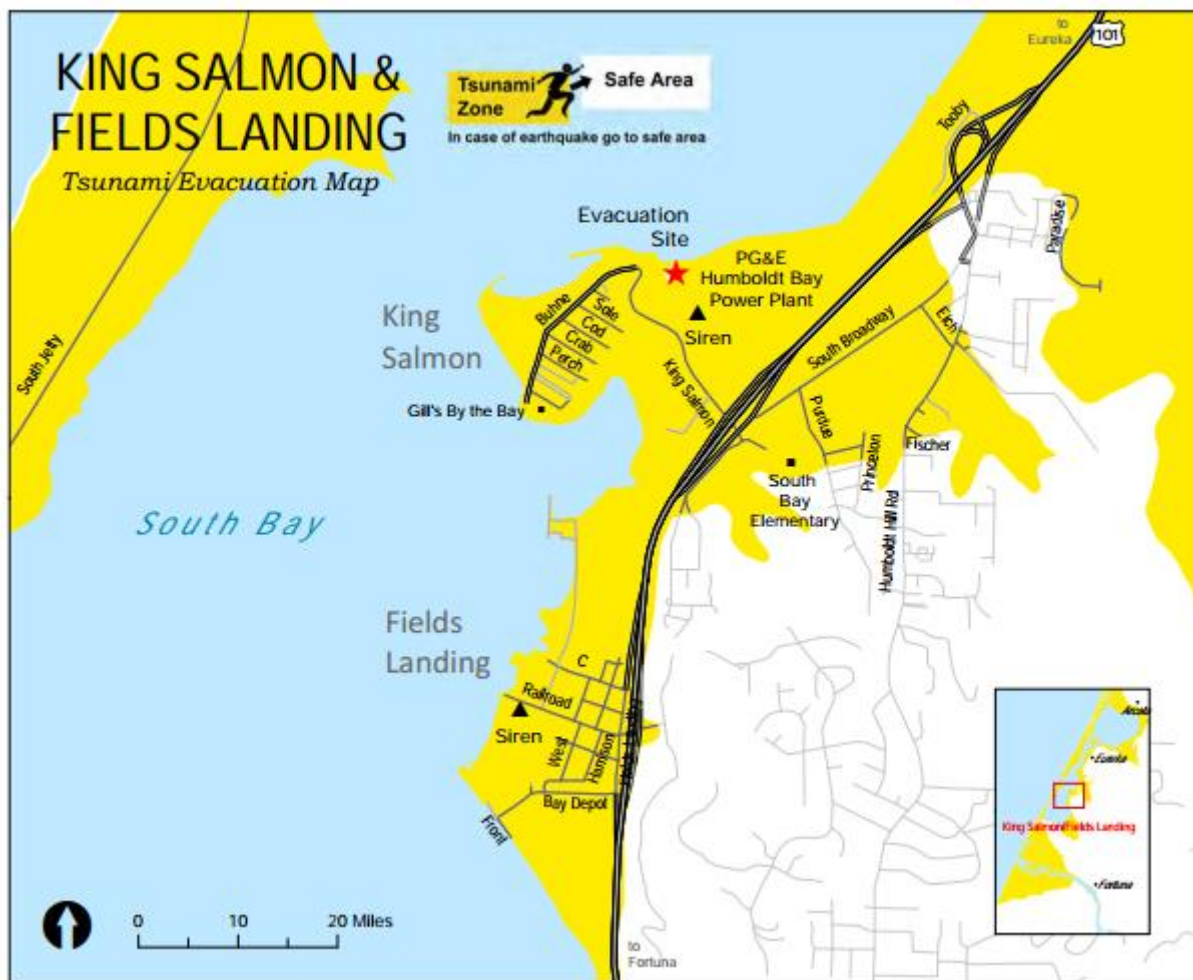 KING SALMON &
FIELDS LANDING
Tsunami Evacuation Map
Tsunami
Zone
Safe Area
In case of earthquake go to safe area
to
Eureka
101
Tooby
Paradise
Evacuation
Site
PG&E
Humboldt Bay
Power Plant
Siren
King
Salmon
Buhne
Sole
Cod
Crab
Perch
Gill's By the Bay
King Salmon
South Broadway
Eich
Purdue
Princeton
Fischer
South
Bay
Elementary
Humboldt Hill Rd
South Jetty
South Bay
Fields
Landing
C
Railroad
Siren
West
Harrison
Fields Landing
Bay Depot
Front
0 10 20 Miles
to
Fortuna
Arcata
Eureka
King Salmon/Fields Landing
Fortuna